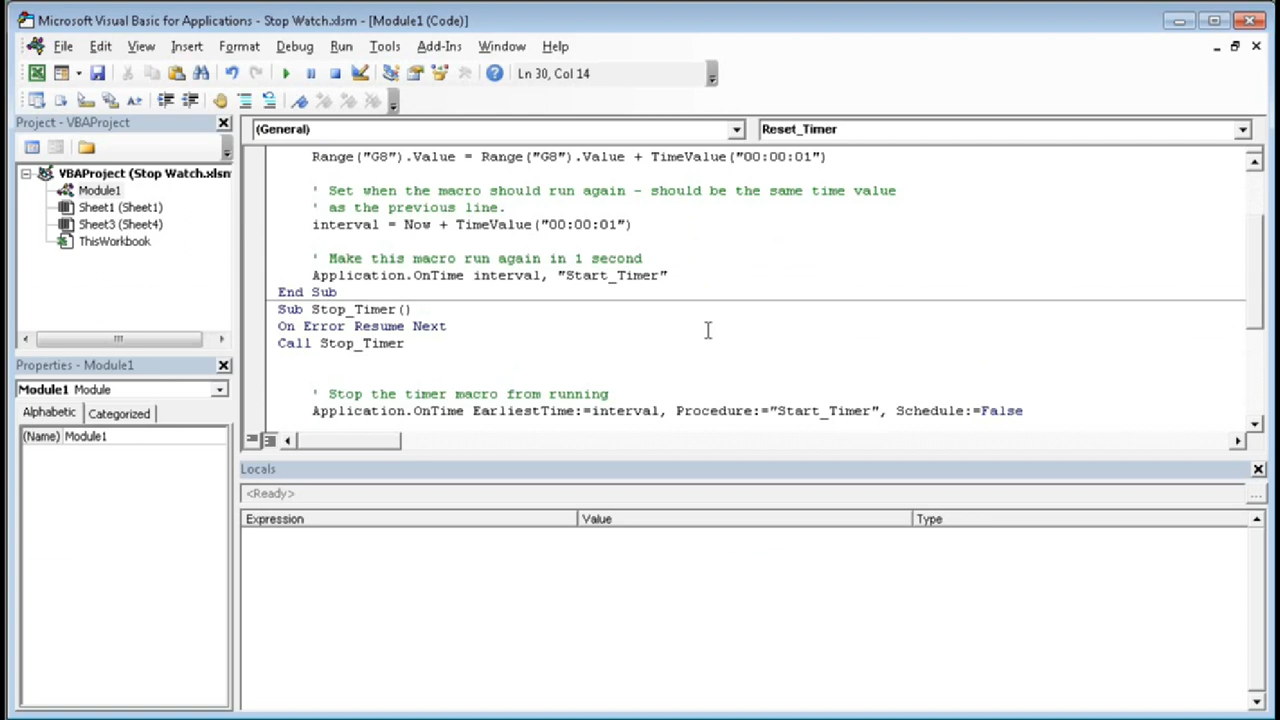 Microsoft Visual Basic for Applications - Stop Watch.xlsm - [Module1 (Code)]
File Edit View Insert Format Debug Run Tools Add-Ins Window Help
Ln 30, Col 14
Project - VBAProject
(General)
Reset_Timer
VBAProject (Stop Watch.xlsm
Module1
Sheet1 (Sheet1)
Sheet3 (Sheet4)
ThisWorkbook
Range("G8").Value = Range("G8").Value + TimeValue("00:00:01")
' Set when the macro should run again - should be the same time value
' as the previous line.
interval = Now + TimeValue("00:00:01")
' Make this macro run again in 1 second
Application.OnTime interval, "Start_Timer"
End Sub
Sub Stop_Timer()
On Error Resume Next
Call Stop_Timer
' Stop the timer macro from running
Application.OnTime EarliestTime:=interval, Procedure:="Start_Timer", Schedule:=False
Properties - Module1
Module1 Module
Alphabetic Categorized
(Name) Module1
Locals
<Ready>
Expression Value Type